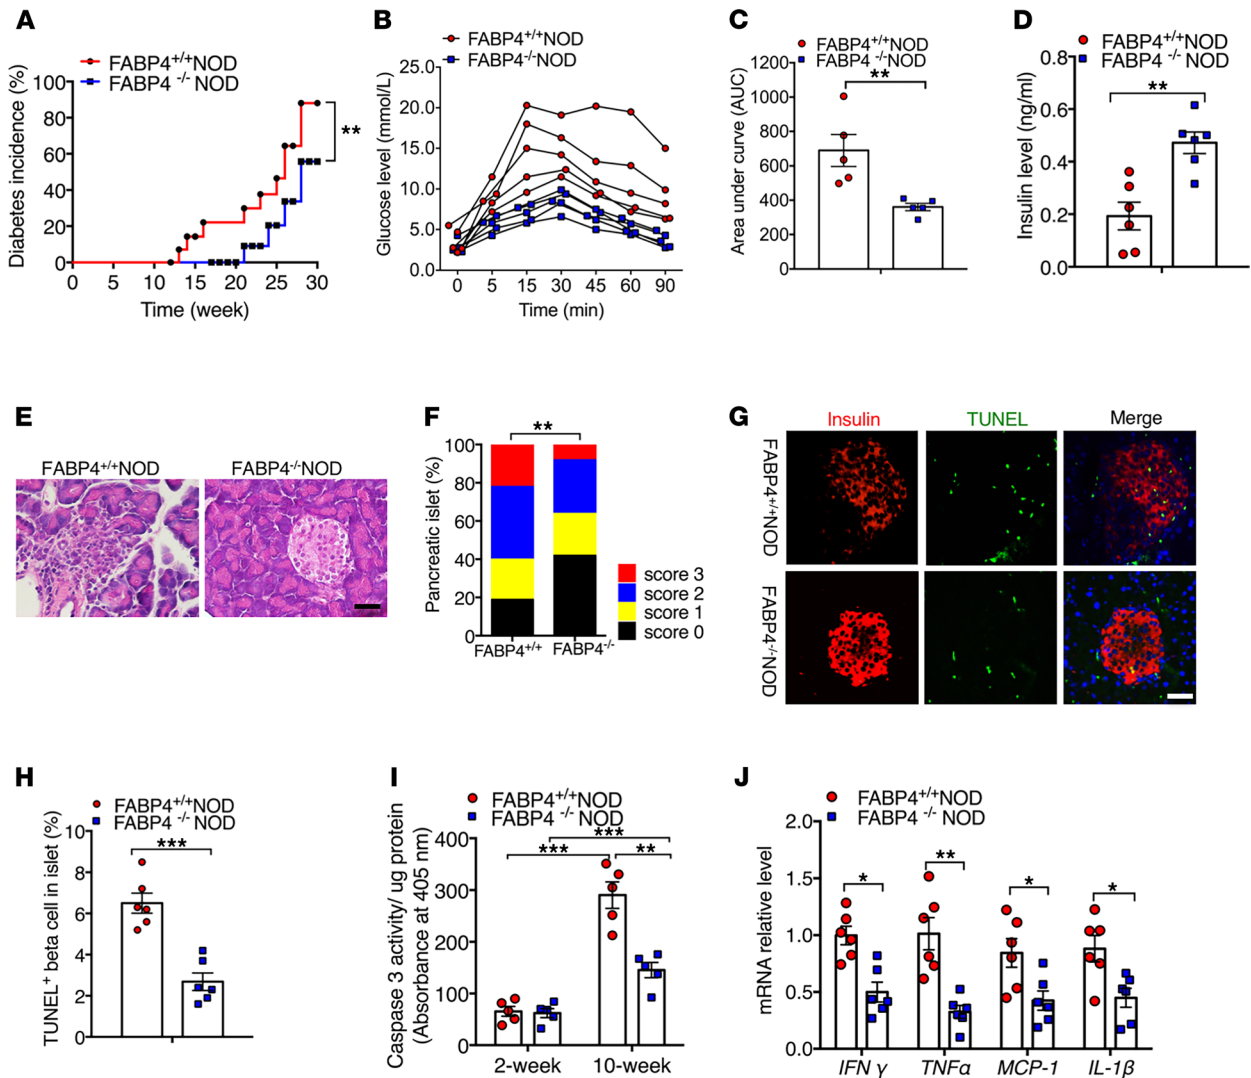 A
FABP4+/+NOD
FABP4 -/- NOD
Diabetes incidence (%)
100
80
60
40
20
0
0 5 10 15 20 25 30
Time (week)
**
B
FABP4+/+NOD
FABP4-/-NOD
Glucose level (mmol/L)
25.0
20.0
15.0
10.0
5.0
0.0
0 5 15 30 45 60 90
Time (min)
C
FABP4+/+NOD
FABP4 -/- NOD
Area under curve (AUC)
1200
1000
800
600
400
200
0
**
D
FABP4+/+NOD
FABP4 -/- NOD
Insulin level (ng/ml)
0.8
0.6
0.4
0.2
0.0
**
E
FABP4+/+NOD
FABP4-/-NOD
F
**
Pancreatic islet (%)
100
80
60
40
20
0
FABP4+/+ FABP4-/-
score 3
score 2
score 1
score 0
G
Insulin TUNEL Merge
FABP4+/+NOD
FABP4-/-NOD
H
FABP4+/+NOD
FABP4 -/- NOD
TUNEL+ beta cell in islet (%)
10
8
6
4
2
0
***
I
FABP4+/+NOD
FABP4 -/- NOD
Caspase 3 activity/ ug protein
(Absorbance at 405 nm)
400
300
200
100
0
***
*** **
2-week 10-week
J
FABP4+/+NOD
FABP4 -/- NOD
mRNA relative level
2.0
1.5
1.0
0.5
0.0
* ** * *
IFN γ TNFα MCP-1 IL-1β